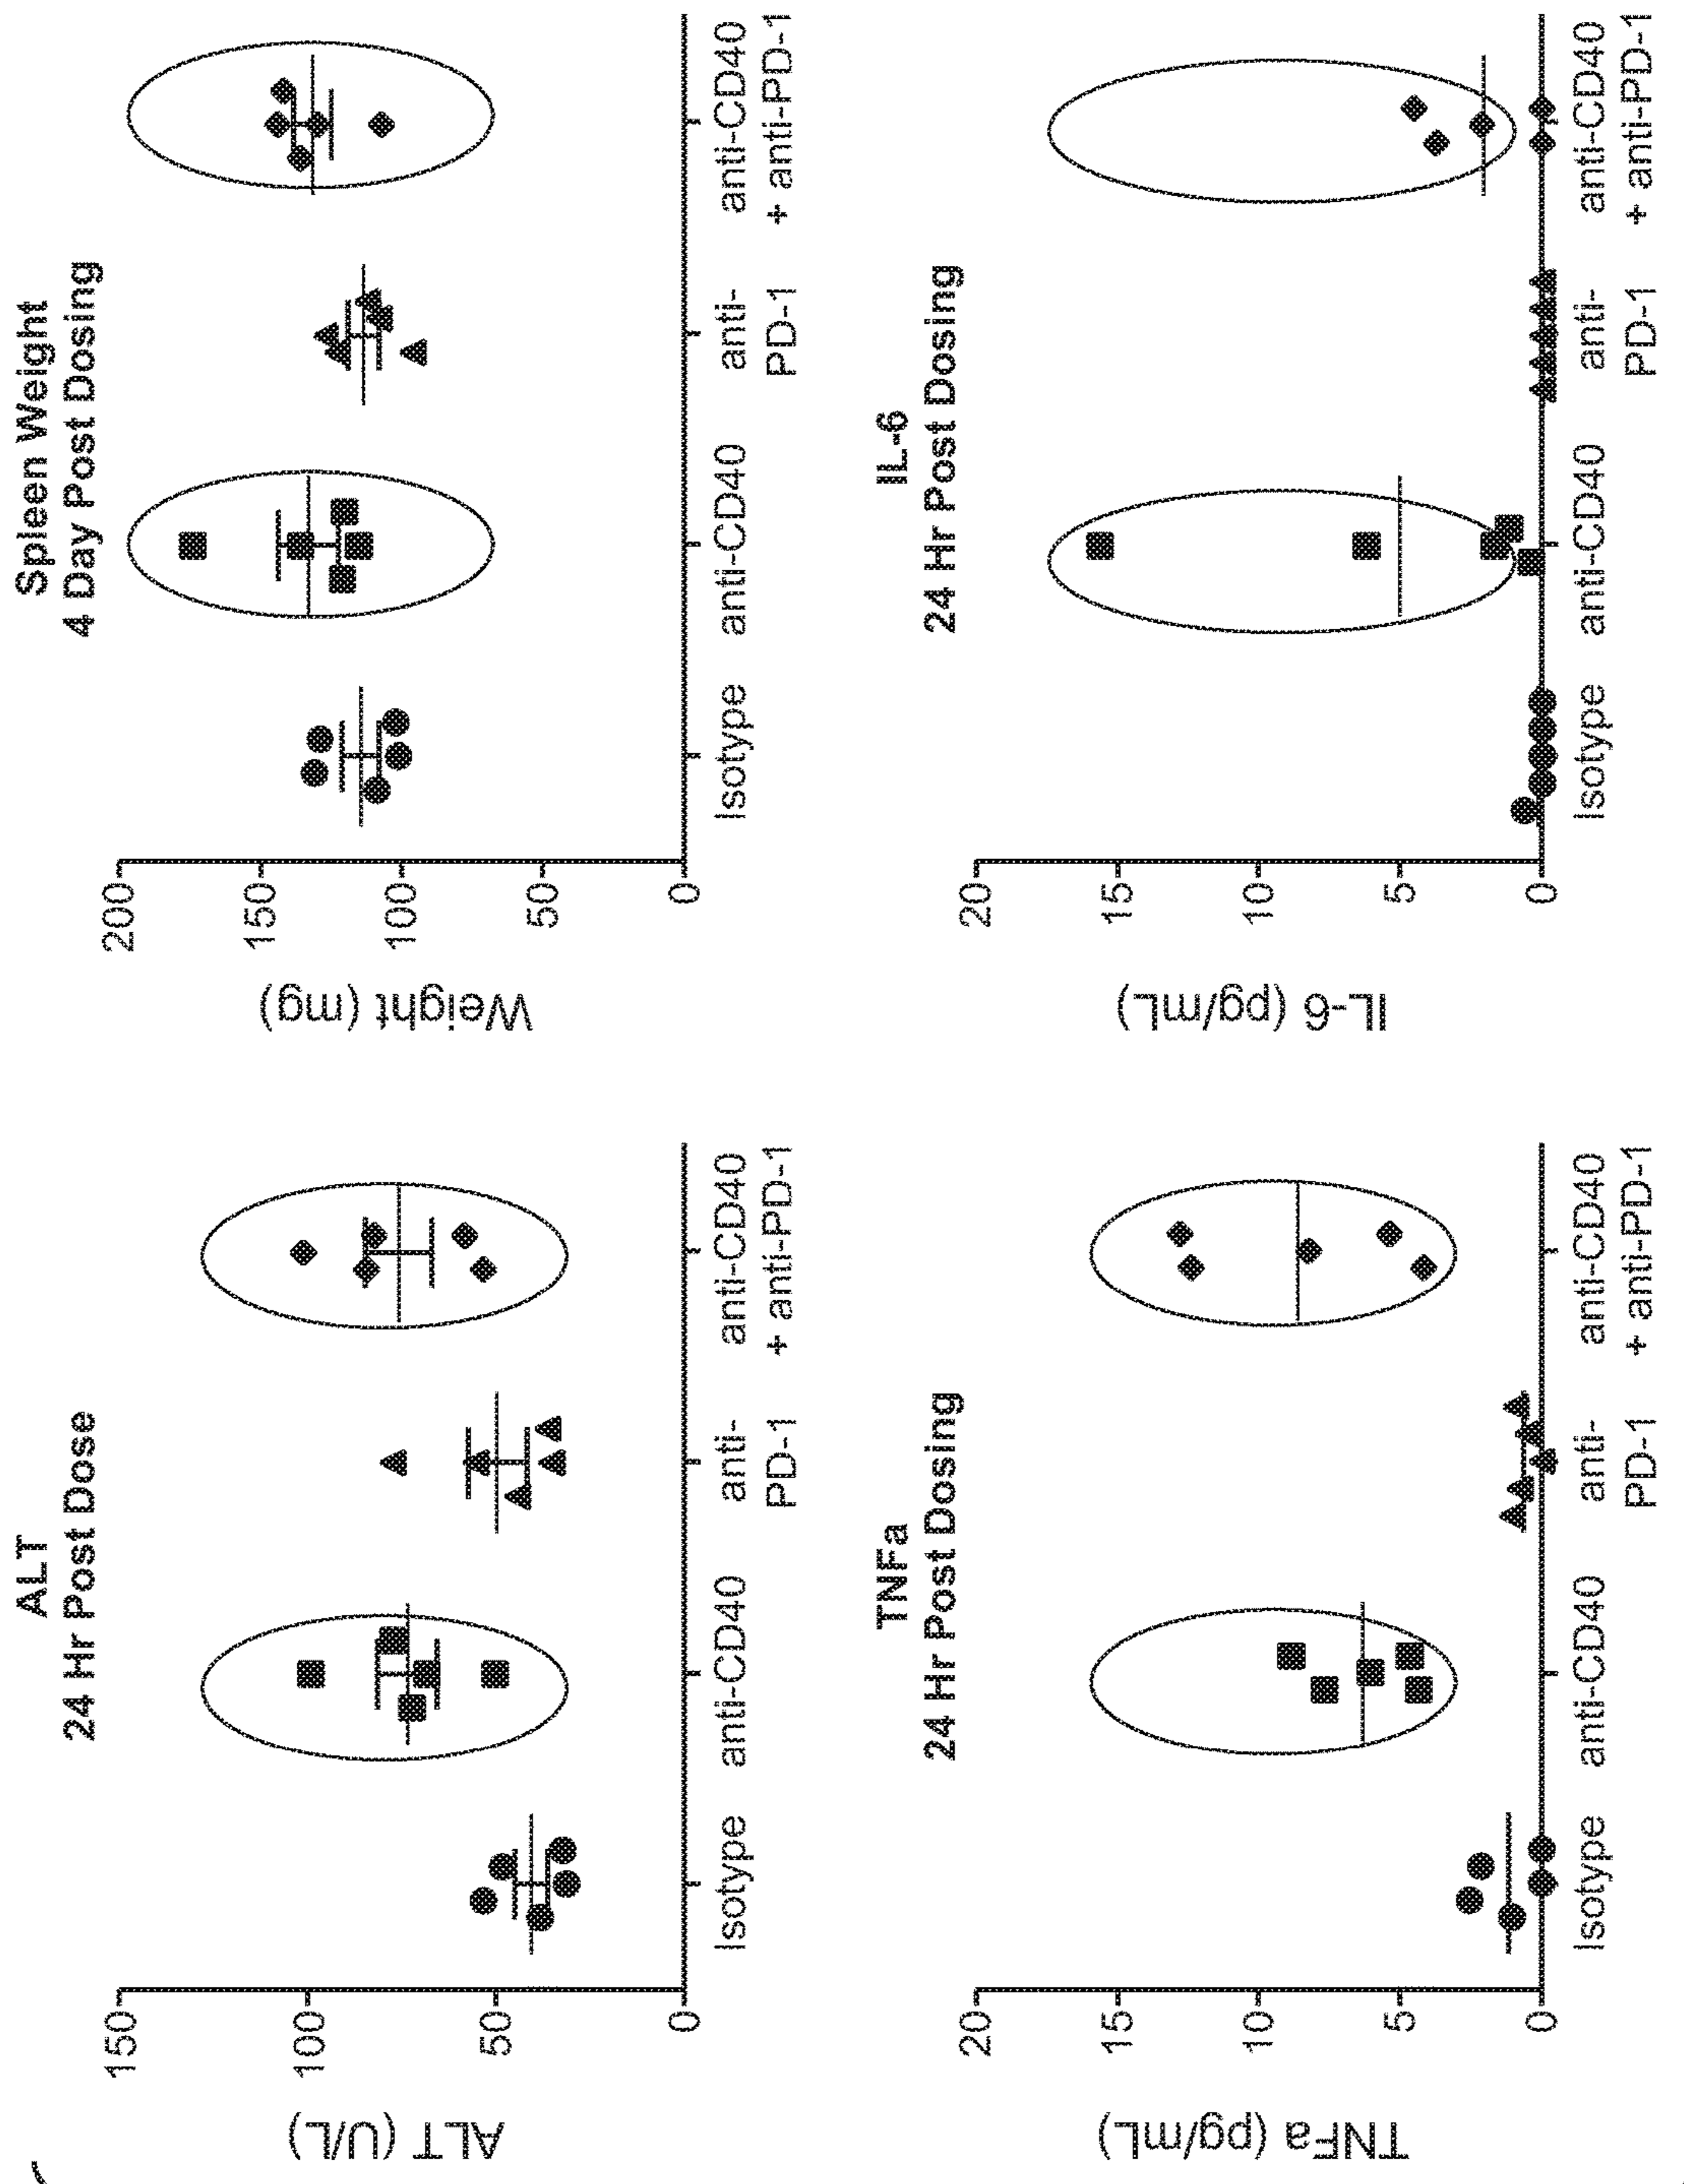 ALT
24 Hr Post Dose
ALT (U/L)
150
100
50
0
Isotype
anti-CD40
anti-
PD-1
anti-CD40
+ anti-PD-1
Spleen Weight
4 Day Post Dosing
Weight (mg)
200
150
100
50
0
Isotype
anti-CD40
anti-
PD-1
anti-CD40
+ anti-PD-1
TNFa
24 Hr Post Dosing
TNFa (pg/mL)
20
15
10
5
0
Isotype
anti-CD40
anti-
PD-1
anti-CD40
+ anti-PD-1
IL-6
24 Hr Post Dosing
IL-6 (pg/mL)
20
15
10
5
0
Isotype
anti-CD40
anti-
PD-1
anti-CD40
+ anti-PD-1